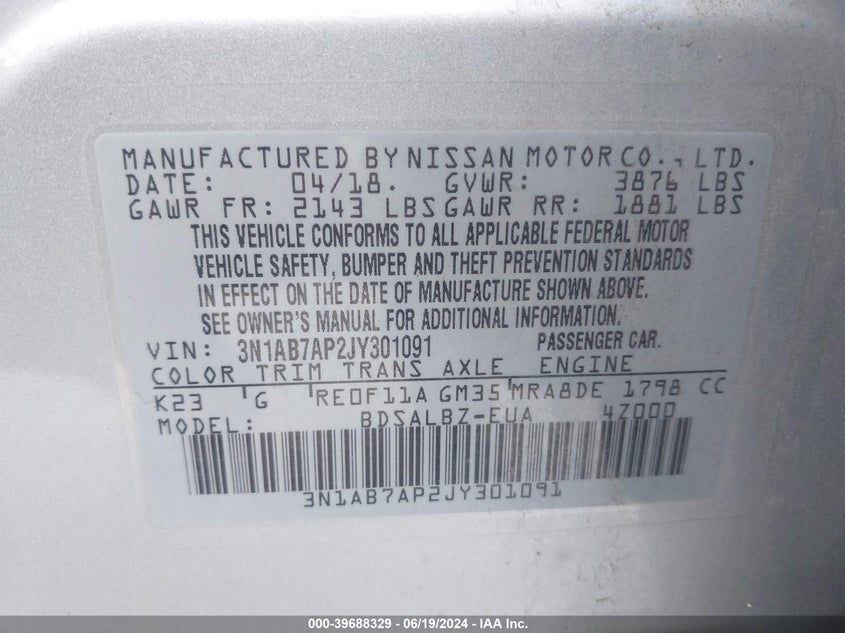 MANUFACTURED BY NISSAN MOTOR CO., LTD.
DATE: 04/18. GVWR: 3876 LBS
GAWR FR: 2143 LBS GAWR RR: 1881 LBS
THIS VEHICLE CONFORMS TO ALL APPLICABLE FEDERAL MOTOR
VEHICLE SAFETY, BUMPER AND THEFT PREVENTION STANDARDS
IN EFFECT ON THE DATE OF MANUFACTURE SHOWN ABOVE.
SEE OWNER'S MANUAL FOR ADDITIONAL INFORMATION.
VIN: 3N1AB7AP2JY301091 PASSENGER CAR.
COLOR TRIM TRANS AXLE ENGINE
K23 G RE0F11A GM35 MRA8DE 1798 CC
MODEL: BDSALBZ-EUA 4Z000
3N1AB7AP2JY301091
000-39688329 - 06/19/2024 - IAA Inc.